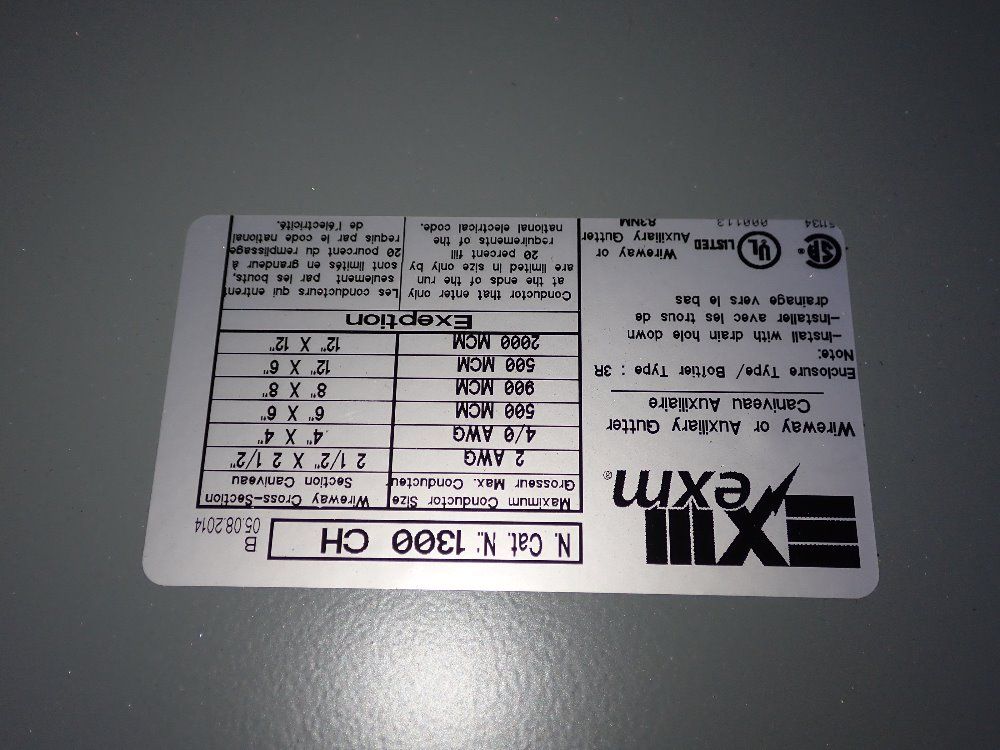 exm®
Wireway or Auxiliary Gutter
Caniveau Auxiliaire
Enclosure Type/ Boîtier Type : 3R
Note:
-Install with drain hole down
-Installer avec les trous de
drainage vers le bas
SP® UL LISTED Wireway or
Auxiliary Gutter
51134 000113 83NM
N. Cat. N.: 1300 CH
B
05.08.2014
Maximum Conductor Size Wireway Cross-Section
Grosseur Max. Conducteur Section Caniveau
2 AWG 2 1/2" X 2 1/2"
4/0 AWG 4" X 4"
500 MCM 6" X 6"
900 MCM 8" X 8"
500 MCM 12" X 6"
2000 MCM 12" X 12"
Exeption
Conductor that enter only
at the ends of the run
are limited in size only by
20 percent fill
requirements of the
national electrical code.
Les conducteurs qui entrent
seulement par les bouts,
sont limités en grandeur à
20 pourcent du remplissage
requis par le code national
de l'électricité.